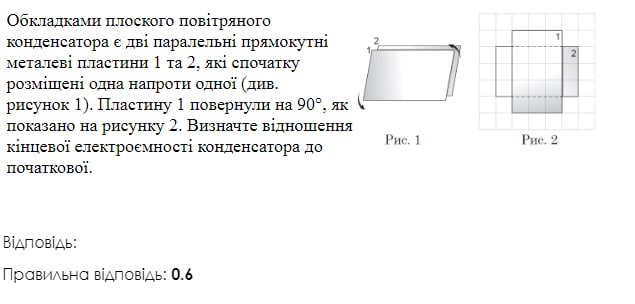 Обкладками плоского повітряного
конденсатора є дві паралельні прямокутні
металеві пластини 1 та 2, які спочатку
розміщені одна напроти одної (див.
рисунок 1). Пластину 1 повернули на 90°, як
показано на рисунку 2. Визначте відношення
кінцевої електроємності конденсатора до
початкової.
2
1
Рис. 1
1
2
Рис. 2
Відповідь:
Правильна відповідь: 0.6